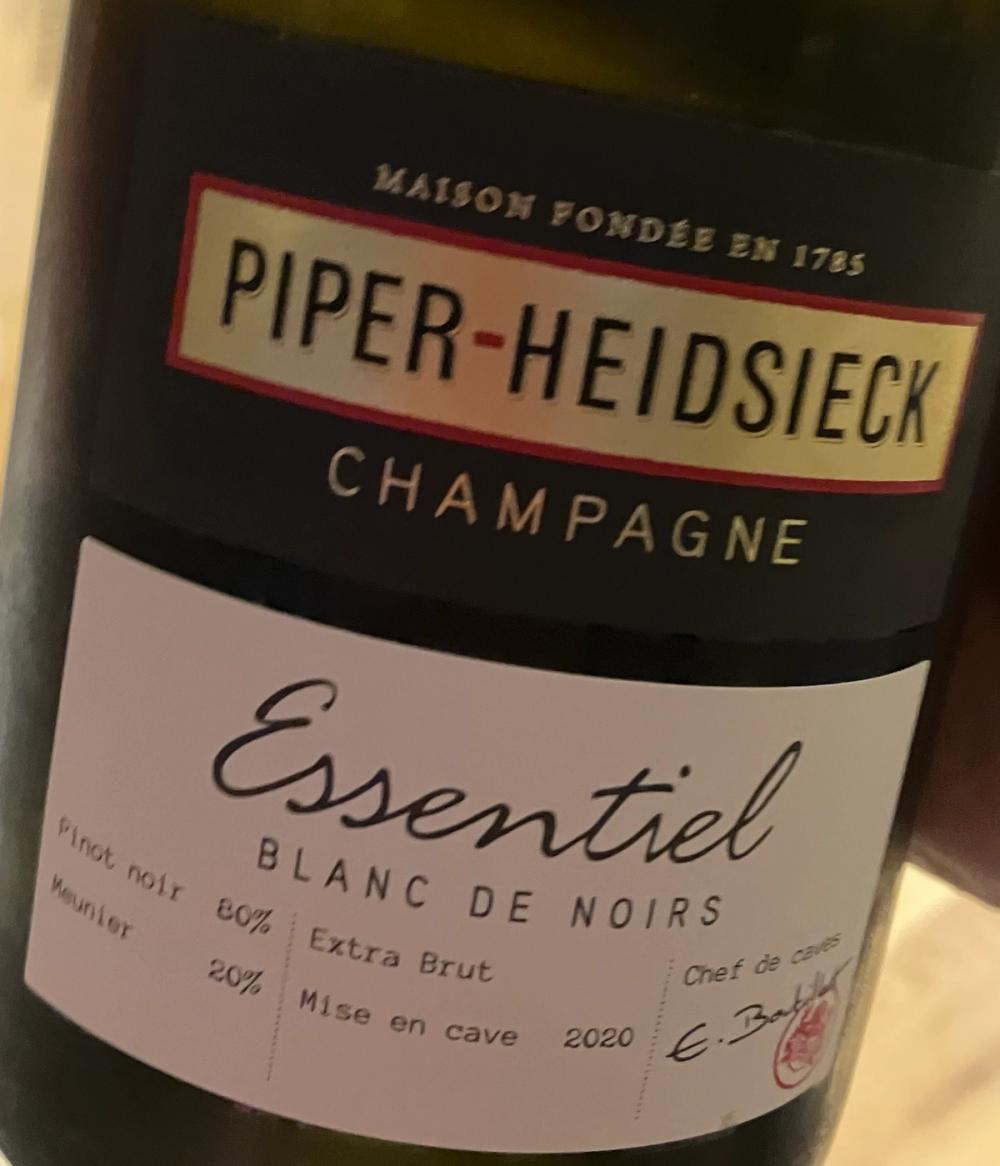 MAISON FONDÉE EN 1785
PIPER-HEIDSIECK
CHAMPAGNE
Essentiel
BLANC DE NOIRS
Pinot noir 80%
Meunier 20%
Extra Brut
Mise en cave 2020
Chef de caves
E. Boutillet